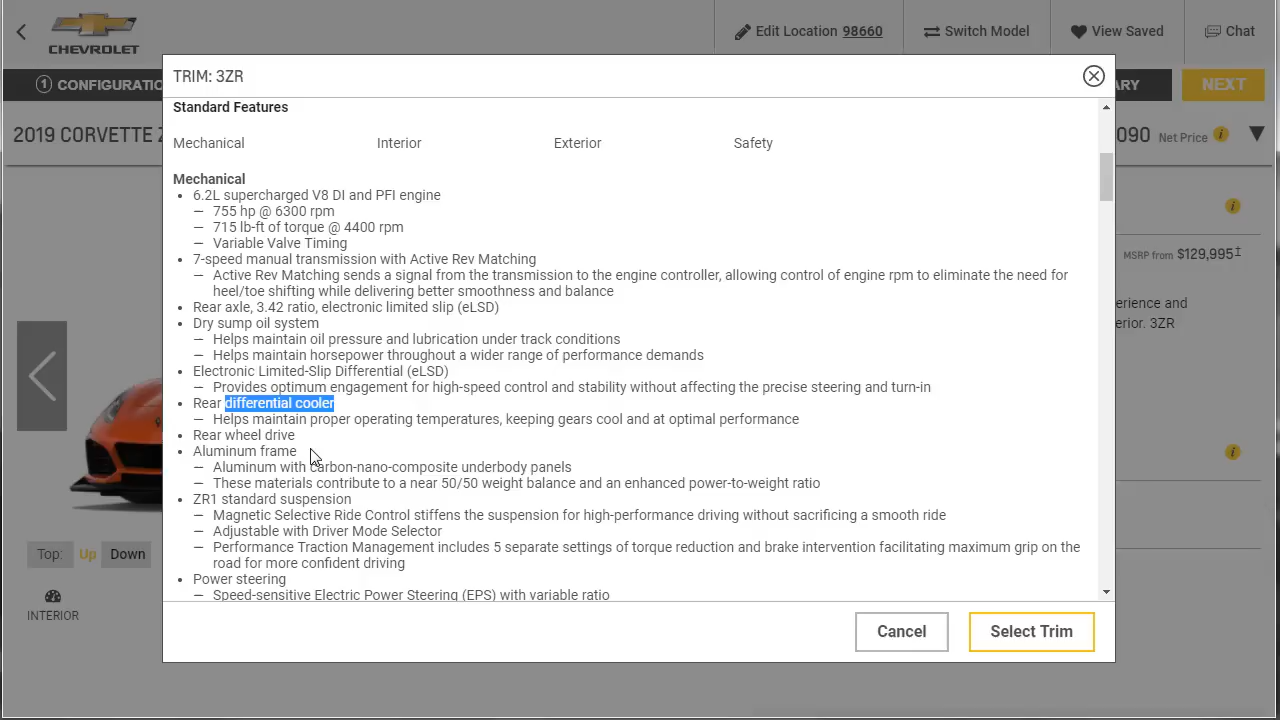 CHEVROLET
Edit Location 98660
Switch Model
View Saved
Chat
1 CONFIGURATIO
ARY
NEXT
2019 CORVETTE Z
090 Net Price i
TRIM: 3ZR
Standard Features
Mechanical Interior Exterior Safety
Mechanical
• 6.2L supercharged V8 DI and PFI engine
– 755 hp @ 6300 rpm
– 715 lb-ft of torque @ 4400 rpm
– Variable Valve Timing
• 7-speed manual transmission with Active Rev Matching
– Active Rev Matching sends a signal from the transmission to the engine controller, allowing control of engine rpm to eliminate the need for
heel/toe shifting while delivering better smoothness and balance
• Rear axle, 3.42 ratio, electronic limited slip (eLSD)
• Dry sump oil system
– Helps maintain oil pressure and lubrication under track conditions
– Helps maintain horsepower throughout a wider range of performance demands
• Electronic Limited-Slip Differential (eLSD)
– Provides optimum engagement for high-speed control and stability without affecting the precise steering and turn-in
• Rear differential cooler
– Helps maintain proper operating temperatures, keeping gears cool and at optimal performance
• Rear wheel drive
• Aluminum frame
– Aluminum with carbon-nano-composite underbody panels
– These materials contribute to a near 50/50 weight balance and an enhanced power-to-weight ratio
• ZR1 standard suspension
– Magnetic Selective Ride Control stiffens the suspension for high-performance driving without sacrificing a smooth ride
– Adjustable with Driver Mode Selector
– Performance Traction Management includes 5 separate settings of torque reduction and brake intervention facilitating maximum grip on the
road for more confident driving
• Power steering
– Speed-sensitive Electric Power Steering (EPS) with variable ratio
Cancel
Select Trim
i
MSRP from $129,995‡
erience and
erior. 3ZR
i
Top: Up Down
INTERIOR